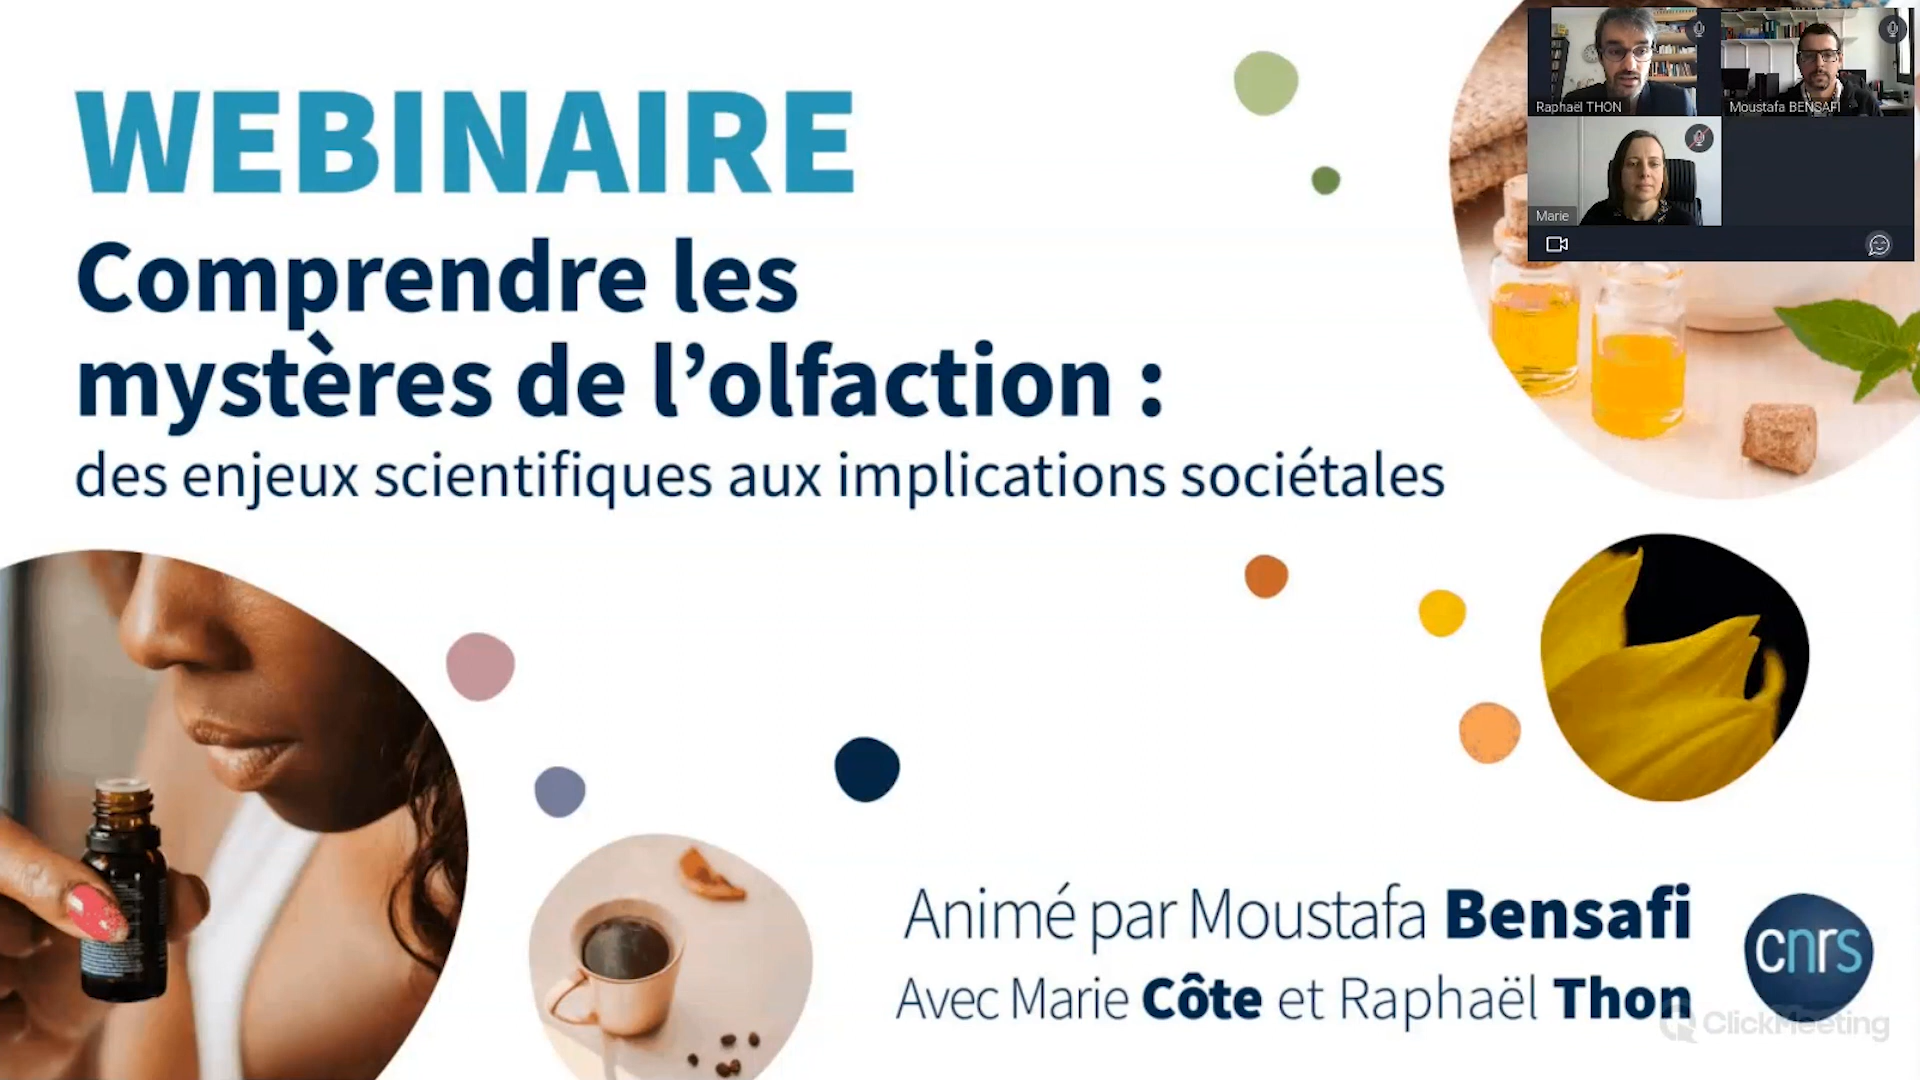 WEBINAIRE
Comprendre les
mystères de l’olfaction :
des enjeux scientifiques aux implications sociétales
Raphaël THON
Moustafa BENSAFI
Marie
Animé par Moustafa Bensafi
Avec Marie Côte et Raphaël Thon
cnrs
ClickMeeting